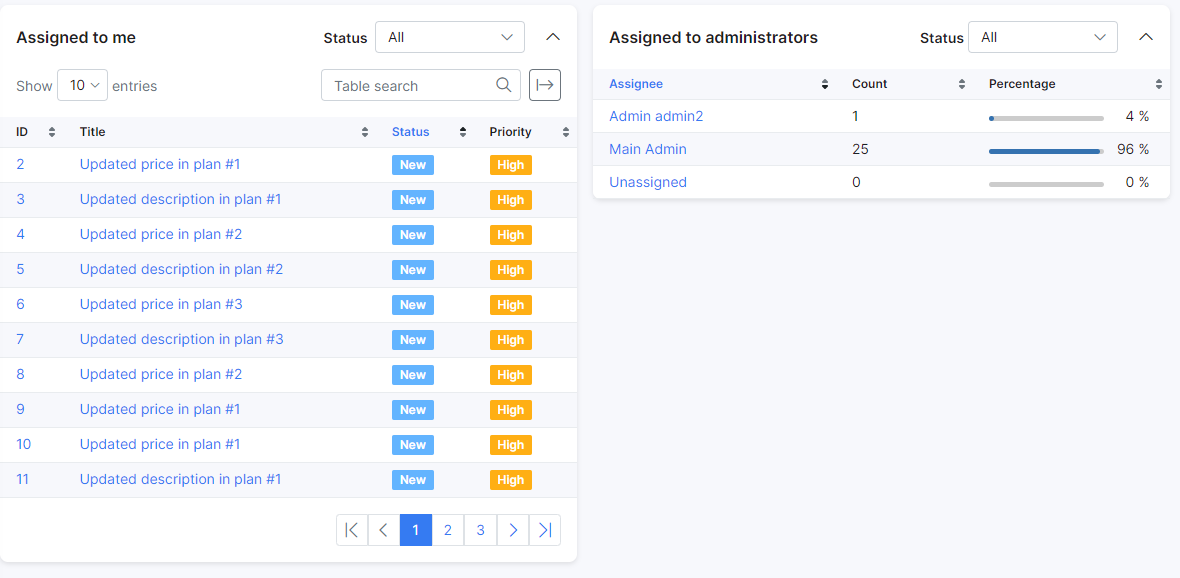 Assigned to me
Status All
Show 10 entries
Table search
ID Title Status Priority
2 Updated price in plan #1 New High
3 Updated description in plan #1 New High
4 Updated price in plan #2 New High
5 Updated description in plan #2 New High
6 Updated price in plan #3 New High
7 Updated description in plan #3 New High
8 Updated price in plan #2 New High
9 Updated price in plan #1 New High
10 Updated price in plan #1 New High
11 Updated description in plan #1 New High
1 2 3
Assigned to administrators
Status All
Assignee Count Percentage
Admin admin2 1 4 %
Main Admin 25 96 %
Unassigned 0 0 %